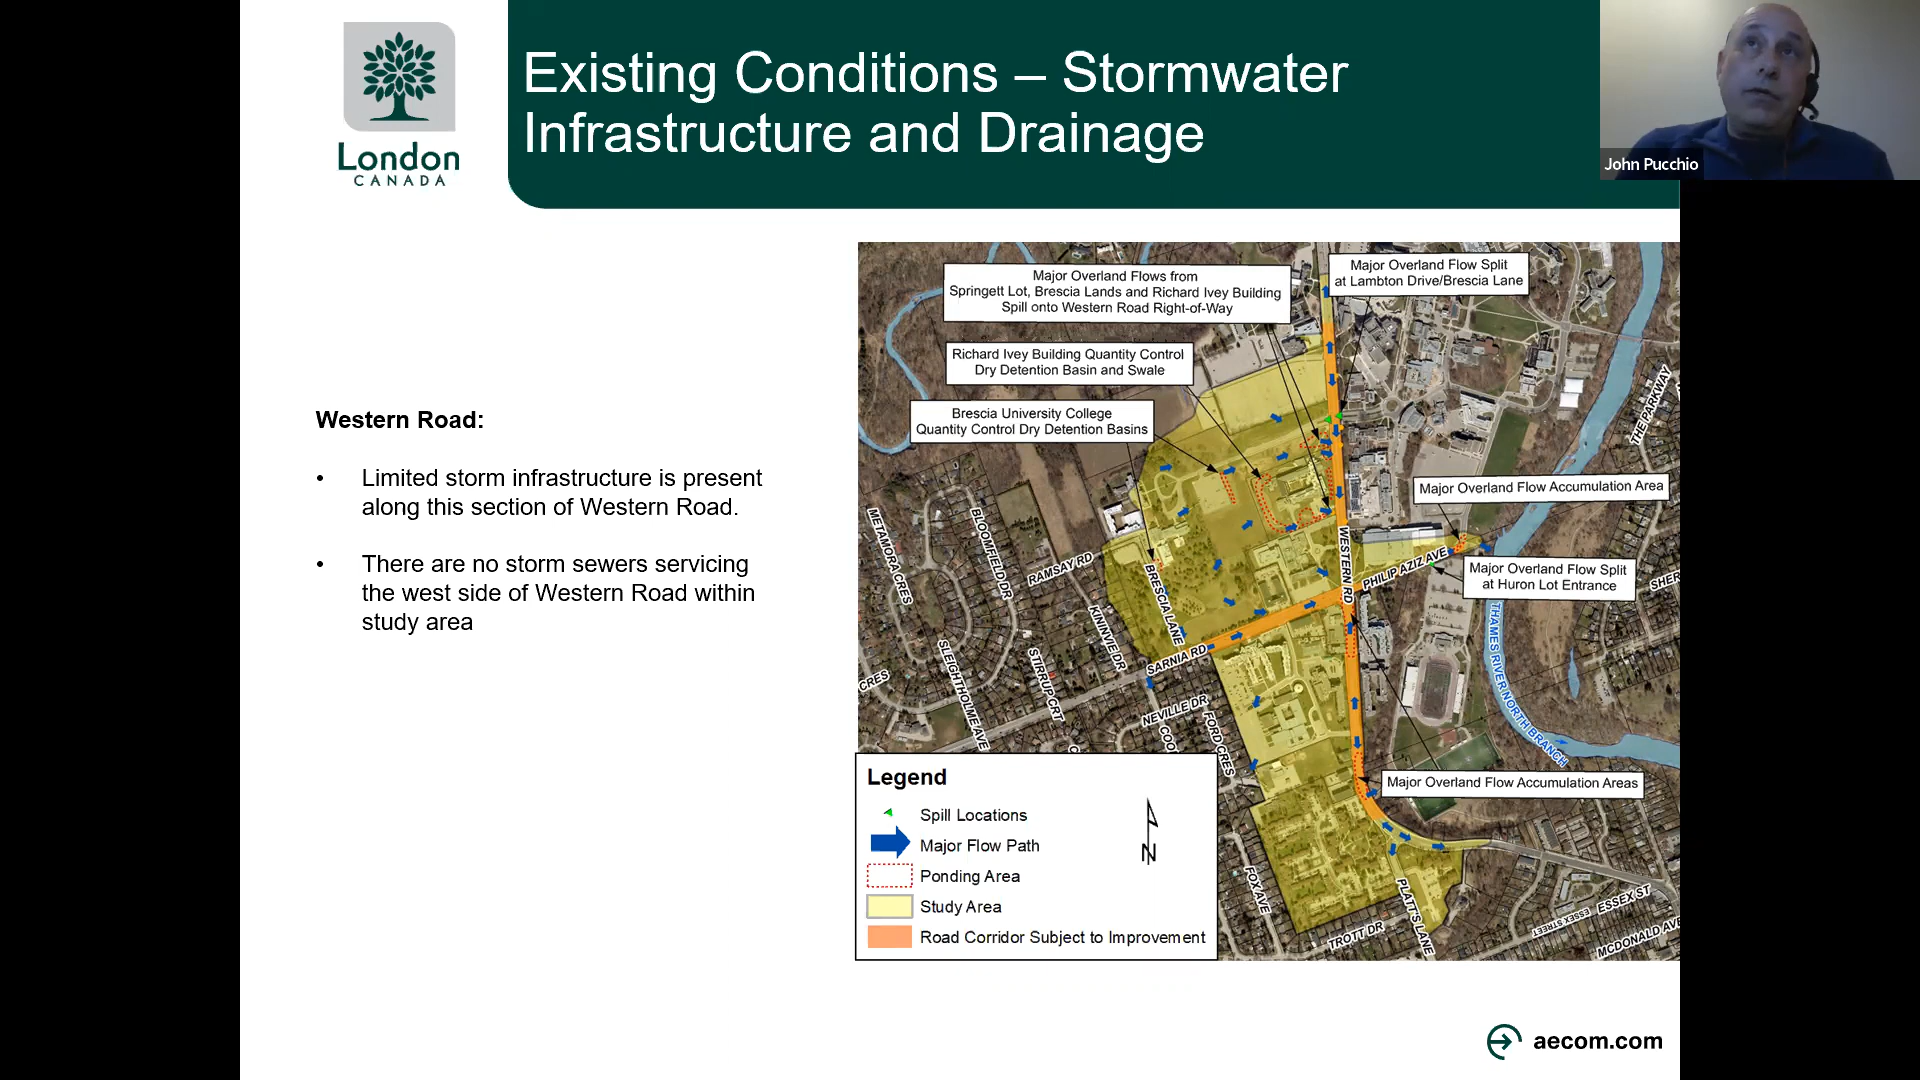 London
CANADA
Existing Conditions – Stormwater
Infrastructure and Drainage
John Pucchio
Western Road:
• Limited storm infrastructure is present
along this section of Western Road.
• There are no storm sewers servicing
the west side of Western Road within
study area
Major Overland Flows from
Springett Lot, Brescia Lands and Richard Ivey Building
Spill onto Western Road Right-of-Way
Major Overland Flow Split
at Lambton Drive/Brescia Lane
Richard Ivey Building Quantity Control
Dry Detention Basin and Swale
Brescia University College
Quantity Control Dry Detention Basins
THE PARKWAY
Major Overland Flow Accumulation Area
METAMORA CRES
BLOOMFIELD DR
RAMSAY RD
BRESCIA LANE
WESTERN RD
PHILIP AZIZ AVE
Major Overland Flow Split
at Huron Lot Entrance
SHER
KININVIE DR
SARNIA RD
THAMES RIVER NORTH BRANCH
SLEIGHTHOLME AVE
STIRRUP CRT
CRES
NEVILLE DR
COO
FORD CRES
Major Overland Flow Accumulation Areas
Legend
Spill Locations
Major Flow Path
Ponding Area
Study Area
Road Corridor Subject to Improvement
N
FOX AVE
PLATT'S LANE
TROTT DR
ESSEX STREET
ESSEX ST
MCDONALD AVE
aecom.com